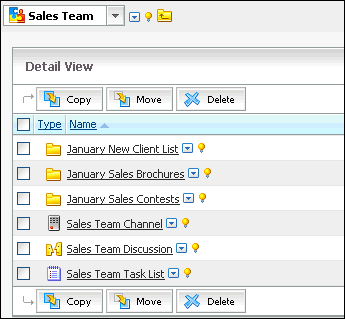 Sales Team
Detail View
Copy Move Delete
Type Name
January New Client List
January Sales Brochures
January Sales Contests
Sales Team Channel
Sales Team Discussion
Sales Team Task List
Copy Move Delete